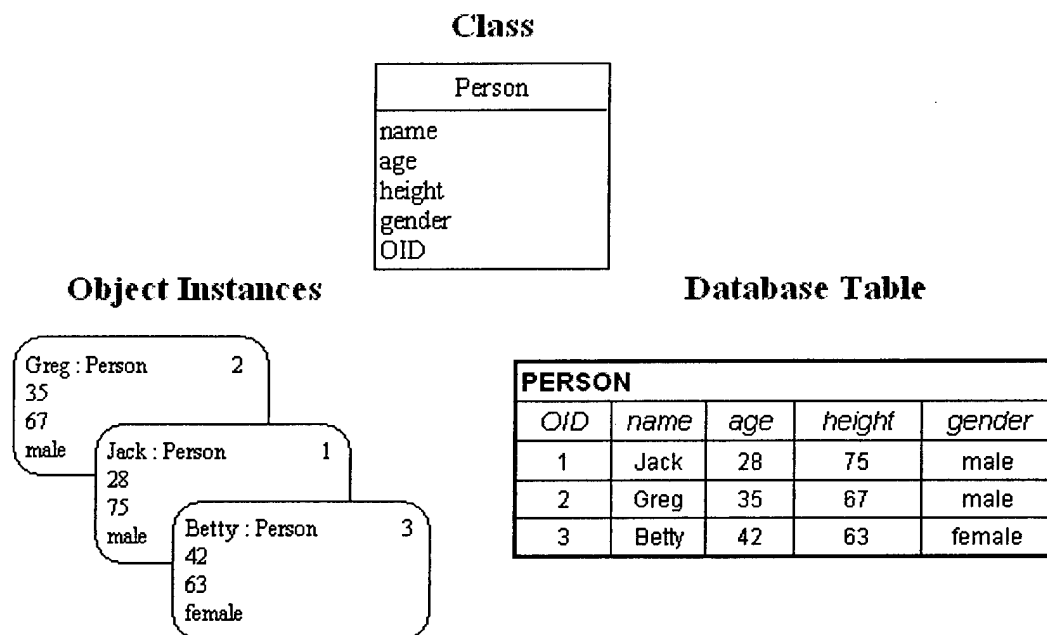 Class
Person
name
age
height
gender
OID
Object Instances
Greg : Person 2
35
67
male
Jack : Person 1
28
75
male
Betty : Person 3
42
63
female
Database Table
PERSON
OID name age height gender
1 Jack 28 75 male
2 Greg 35 67 male
3 Betty 42 63 female